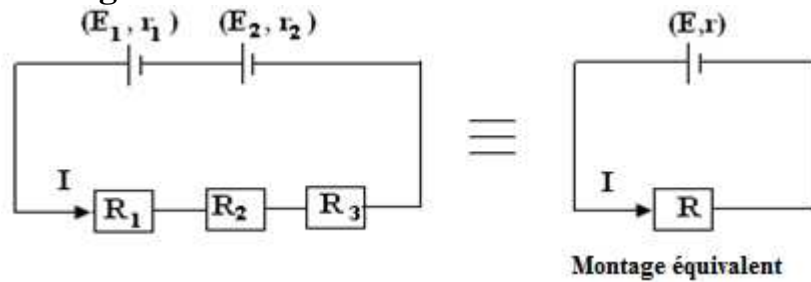 (E₁, r₁) (E₂, r₂)
(E,r)
I
R₁
R₂
R₃
I
R
Montage équivalent